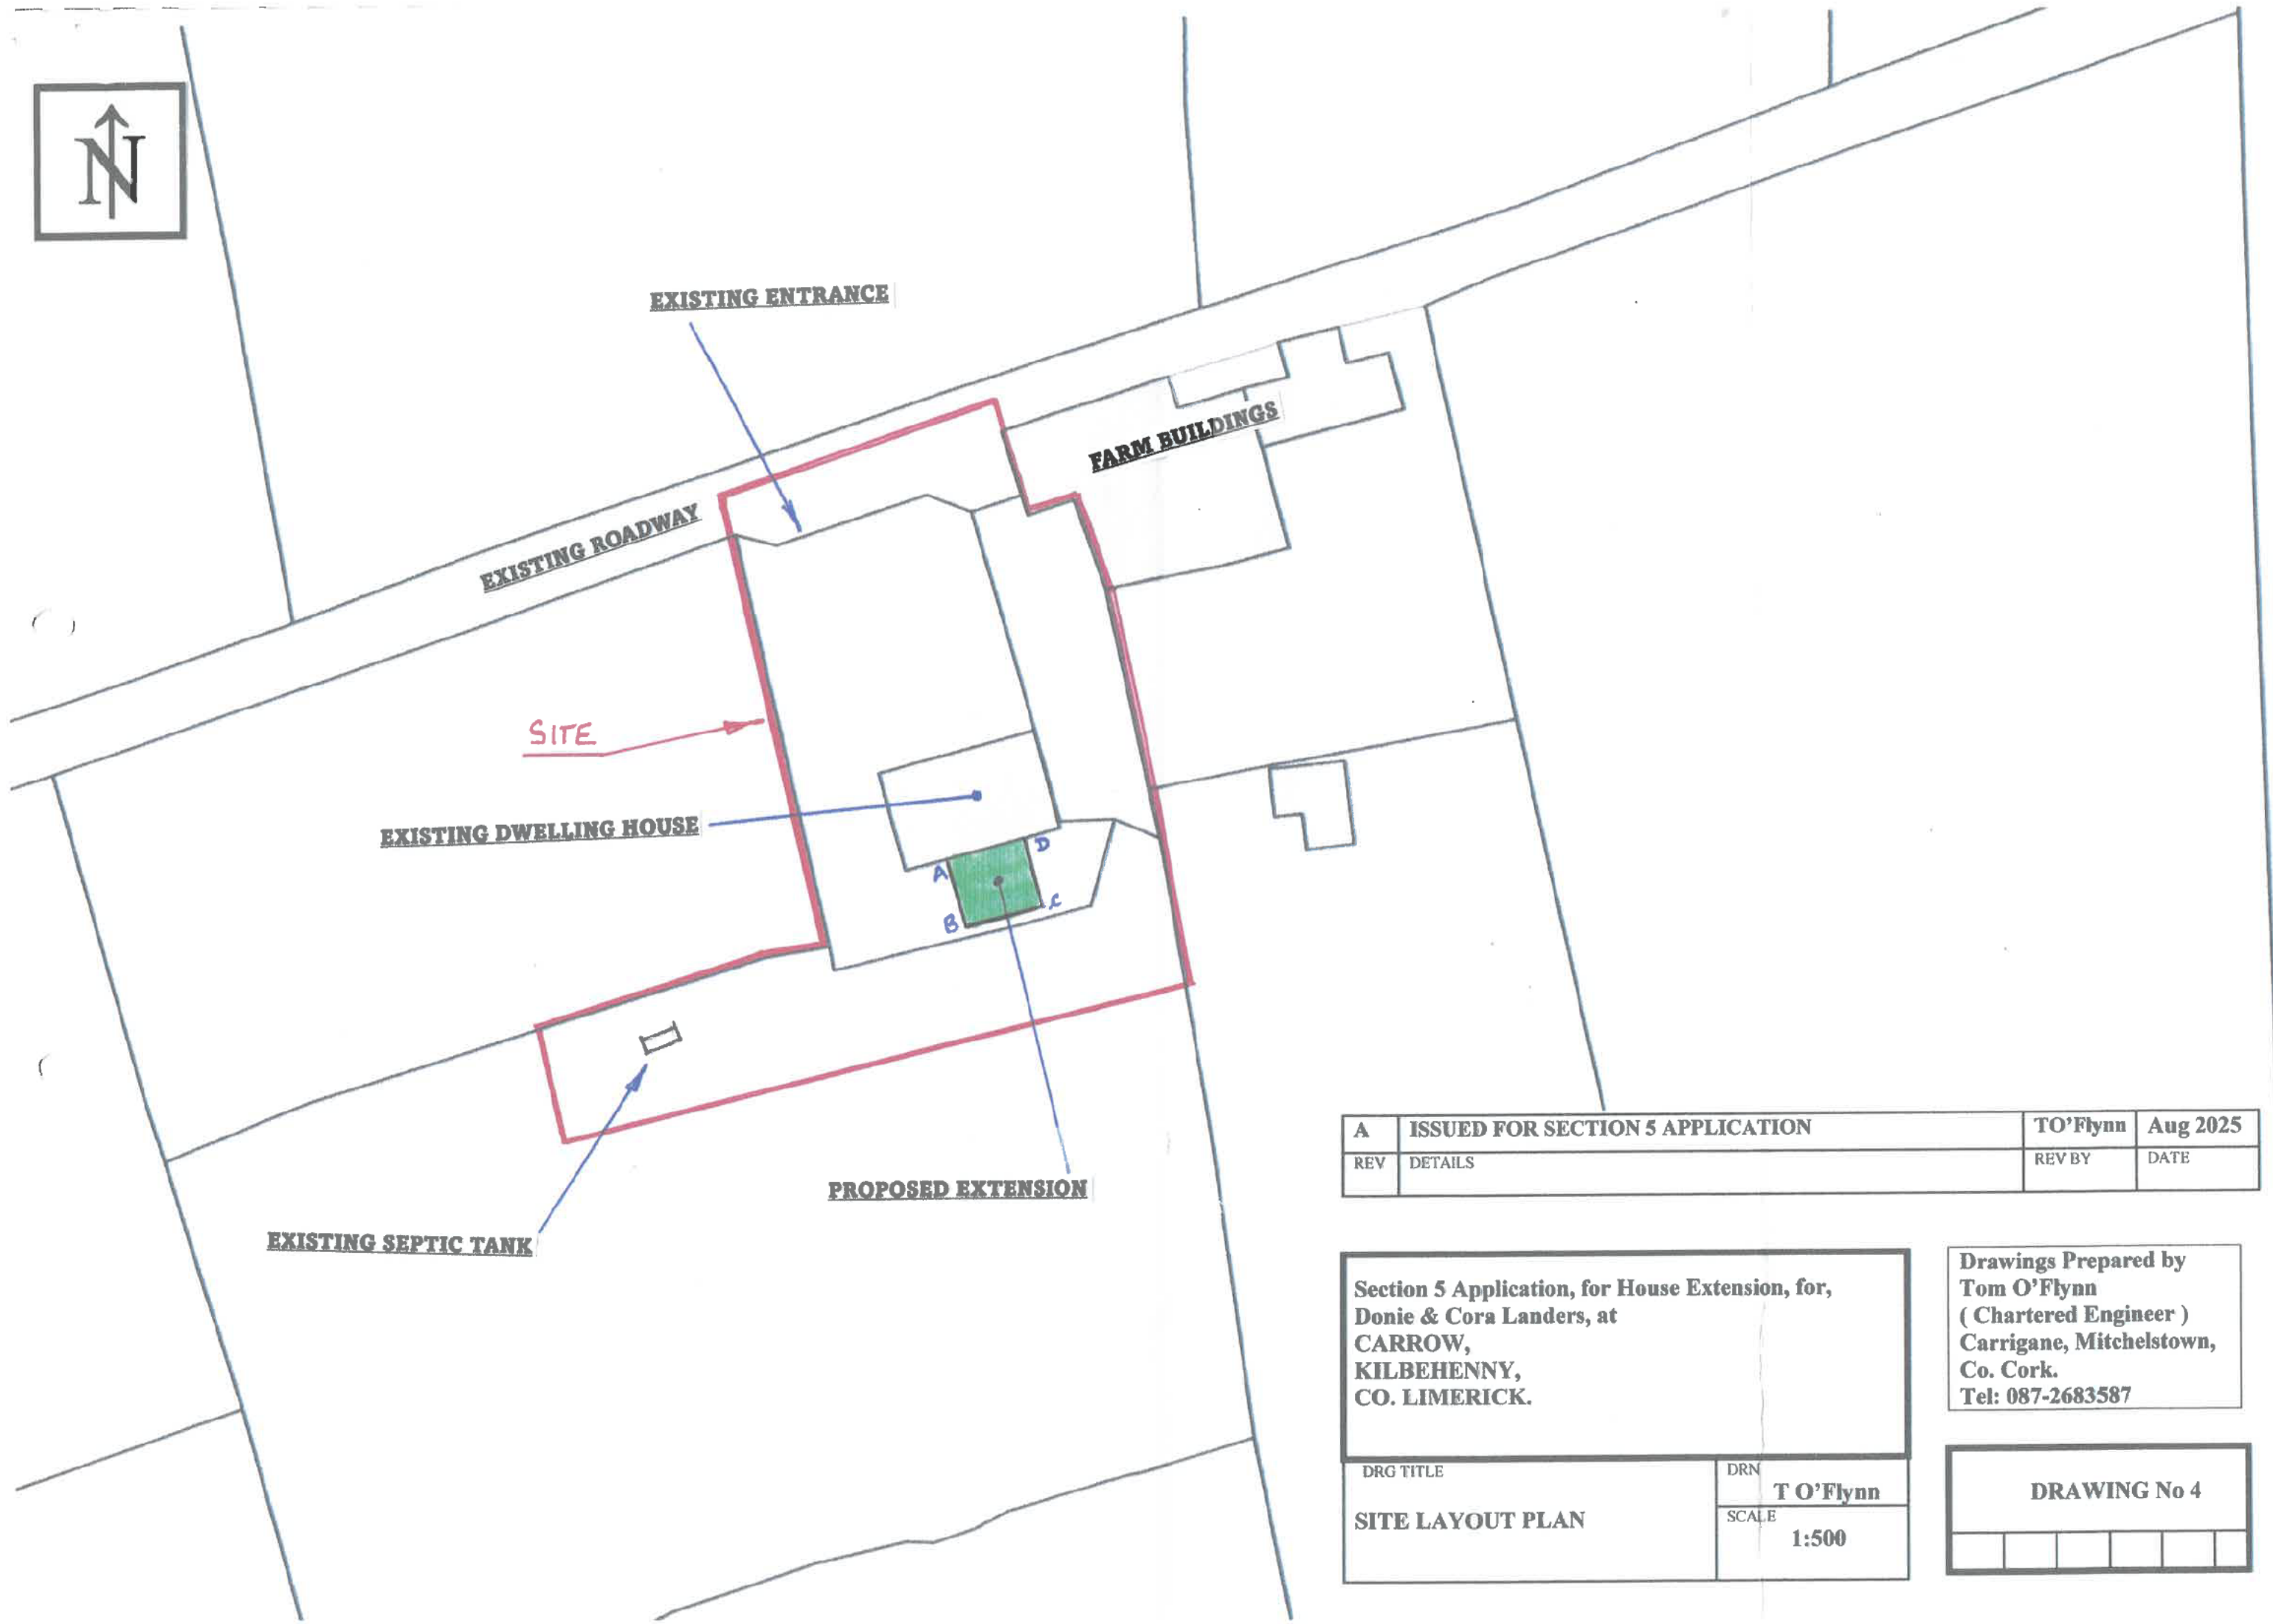 N
EXISTING ENTRANCE
FARM BUILDINGS
EXISTING ROADWAY
SITE
EXISTING DWELLING HOUSE
A
D
B
C
PROPOSED EXTENSION
EXISTING SEPTIC TANK
A ISSUED FOR SECTION 5 APPLICATION TO'Flynn Aug 2025
REV DETAILS REV BY DATE
Section 5 Application, for House Extension, for,
Donie & Cora Landers, at
CARROW,
KILBEHENNY,
CO. LIMERICK.
DRG TITLE
SITE LAYOUT PLAN
DRN
T O'Flynn
SCALE
1:500
Drawings Prepared by
Tom O'Flynn
( Chartered Engineer )
Carrigane, Mitchelstown,
Co. Cork.
Tel: 087-2683587
DRAWING No 4